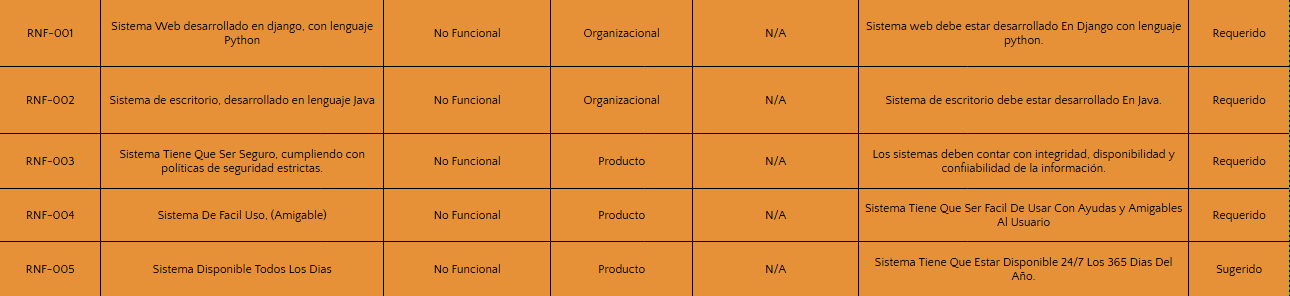 RNF-001
Sistema Web desarrollado en django, con lenguaje
Python
No Funcional
Organizacional
N/A
Sistema web debe estar desarrollado En Django con lenguaje
python.
Requerido
RNF-002
Sistema de escritorio, desarrollado en lenguaje Java
No Funcional
Organizacional
N/A
Sistema de escritorio debe estar desarrollado En Java.
Requerido
RNF-003
Sistema Tiene Que Ser Seguro, cumpliendo con
políticas de seguridad estrictas.
No Funcional
Producto
N/A
Los sistemas deben contar con integridad, disponibilidad y
confiiabilidad de la información.
Requerido
RNF-004
Sistema De Facil Uso, (Amigable)
No Funcional
Producto
N/A
Sistema Tiene Que Ser Facil De Usar Con Ayudas y Amigables
Al Usuario
Requerido
RNF-005
Sistema Disponible Todos Los Dias
No Funcional
Producto
N/A
Sistema Tiene Que Estar Disponible 24/7 Los 365 Dias Del
Año.
Sugerido